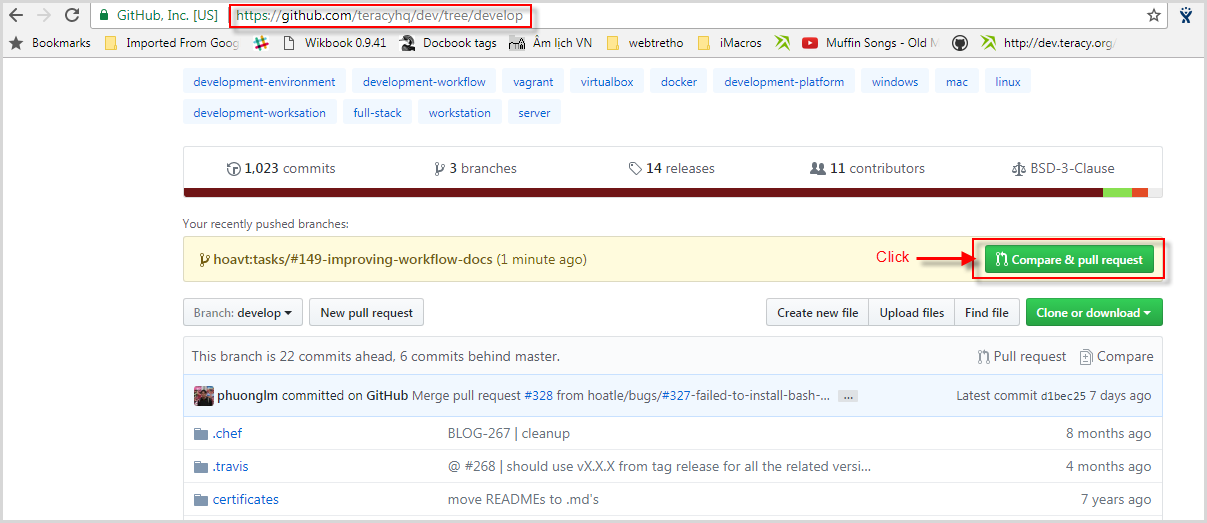 GitHub, Inc. [US] https://github.com/teracyhq/dev/tree/develop
Bookmarks Imported From Goog Wikbook 0.9.41 Docbook tags Âm lịch VN webtretho iMacros Muffin Songs - Old M http://dev.teracy.org/
development-environment development-workflow vagrant virtualbox docker development-platform windows mac linux
development-worksation full-stack workstation server
1,023 commits 3 branches 14 releases 11 contributors BSD-3-Clause
Your recently pushed branches:
hoavt:tasks/#149-improving-workflow-docs (1 minute ago) Click Compare & pull request
Branch: develop New pull request Create new file Upload files Find file Clone or download
This branch is 22 commits ahead, 6 commits behind master. Pull request Compare
phuonglm committed on GitHub Merge pull request #328 from hoatle/bugs/#327-failed-to-install-bash-... ... Latest commit d1bec25 7 days ago
.chef BLOG-267 | cleanup 8 months ago
.travis @ #268 | should use vX.X.X from tag release for all the related versi... 4 months ago
certificates move READMEs to .md's 7 years ago